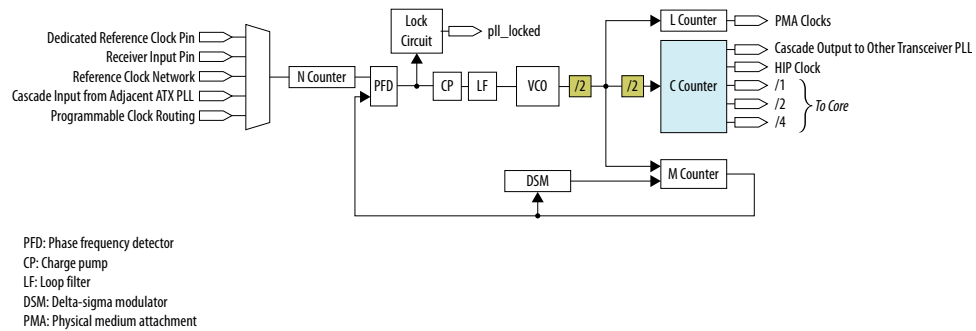 Lock
Circuit
pll_locked
L Counter
PMA Clocks
Dedicated Reference Clock Pin
Receiver Input Pin
Reference Clock Network
Cascade Input from Adjacent ATX PLL
Programmable Clock Routing
N Counter
PFD
CP
LF
VCO
/2
/2
C Counter
Cascade Output to Other Transceiver PLL
HIP Clock
/1
/2
/4
To Core
DSM
M Counter
PFD: Phase frequency detector
CP: Charge pump
LF: Loop filter
DSM: Delta-sigma modulator
PMA: Physical medium attachment